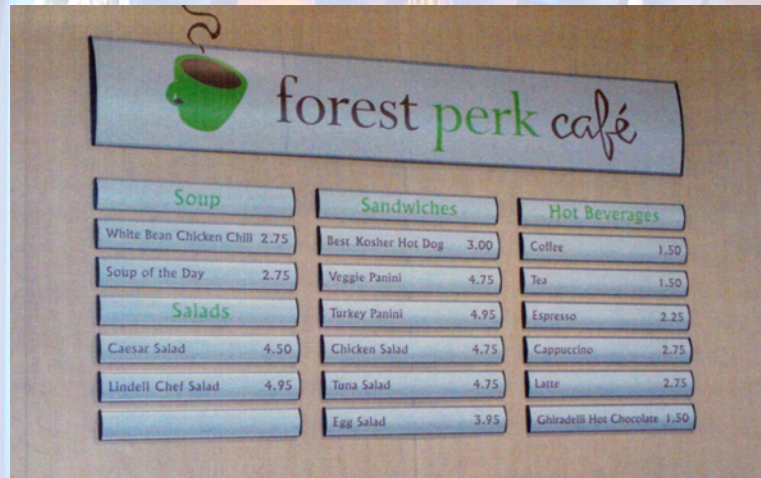 forest perk café
Soup
White Bean Chicken Chili 2.75
Soup of the Day 2.75
Salads
Caesar Salad 4.50
Lindell Chef Salad 4.95
Sandwiches
Best Kosher Hot Dog 3.00
Veggie Panini 4.75
Turkey Panini 4.95
Chicken Salad 4.75
Tuna Salad 4.75
Egg Salad 3.95
Hot Beverages
Coffee 1.50
Tea 1.50
Espresso 2.25
Cappuccino 2.75
Latte 2.75
Ghiradelli Hot Chocolate 1.50